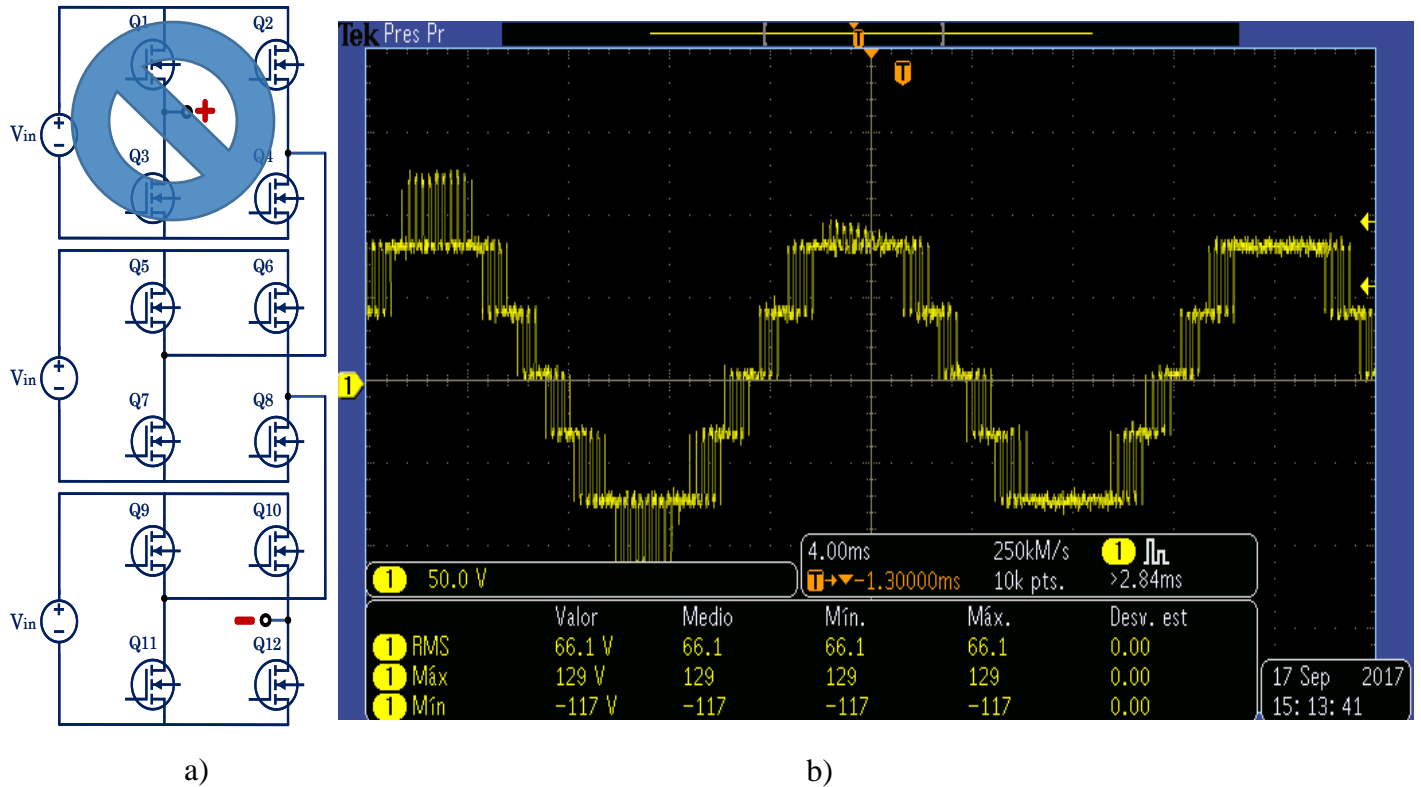 Q1 Q2
Vin
+
−
+
Q3 Q4
Q5 Q6
Vin
+
−
Q7 Q8
Q9 Q10
Vin
+
−
−
Q11 Q12
a)
Tek Pres Pr
T
T
1
1 50.0 V
4.00ms 250kM/s 1
T→▼−1.30000ms 10k pts. >2.84ms
Valor Medio Mín. Máx. Desv. est
1 RMS 66.1 V 66.1 66.1 66.1 0.00
1 Máx 129 V 129 129 129 0.00
1 Mín −117 V −117 −117 −117 0.00
17 Sep 2017
15:13:41
b)